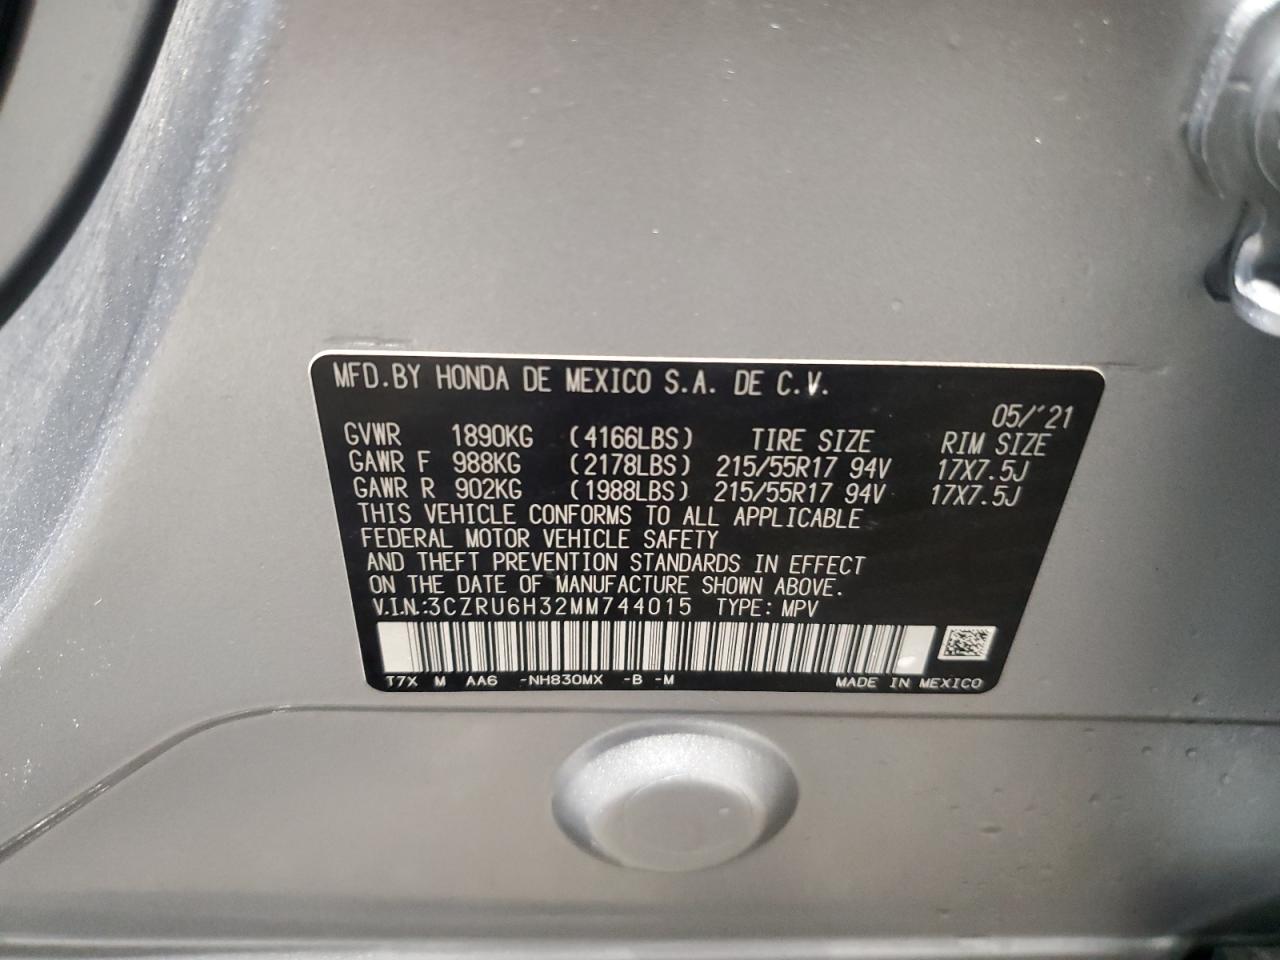 MFD.BY HONDA DE MEXICO S.A. DE C.V.
05/'21
GVWR 1890KG (4166LBS) TIRE SIZE RIM SIZE
GAWR F 988KG (2178LBS) 215/55R17 94V 17X7.5J
GAWR R 902KG (1988LBS) 215/55R17 94V 17X7.5J
THIS VEHICLE CONFORMS TO ALL APPLICABLE
FEDERAL MOTOR VEHICLE SAFETY
AND THEFT PREVENTION STANDARDS IN EFFECT
ON THE DATE OF MANUFACTURE SHOWN ABOVE.
V.I.N.:3CZRU6H32MM744015 TYPE: MPV
T7X M AA6 -NH830MX -B -M MADE IN MEXICO